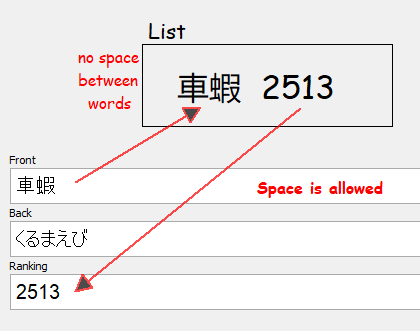 List
no space
between
words
車蝦 2513
Front
車蝦
Space is allowed
Back
くるまえび
Ranking
2513